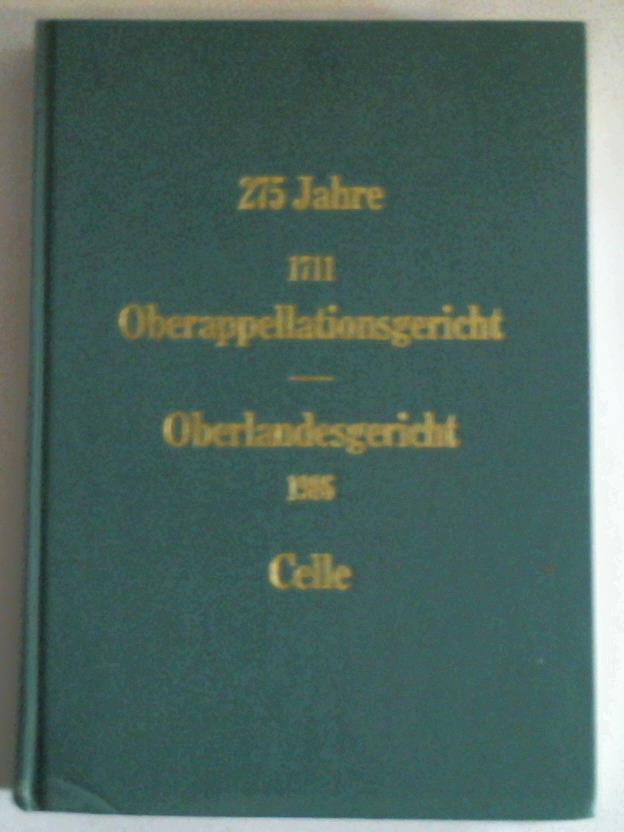 275 Jahre
1711
Oberappellationsgericht
—
Oberlandesgericht
1986
Celle